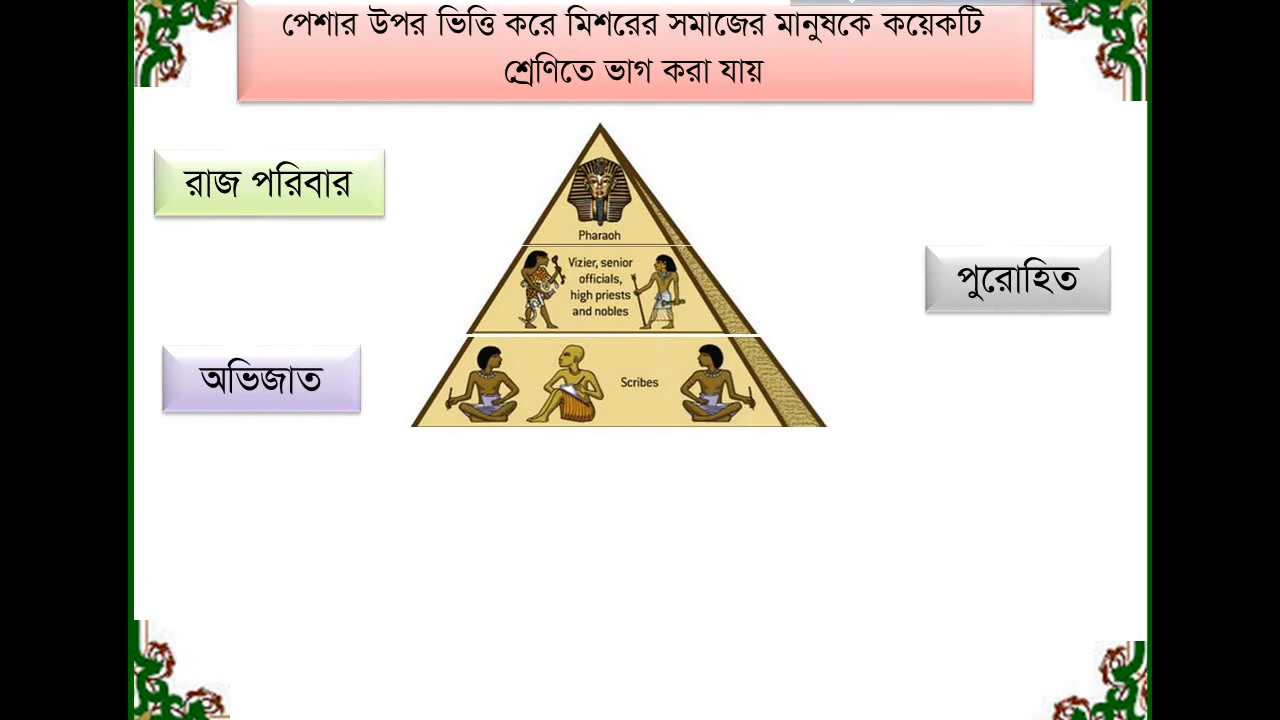 পেশার উপর ভিত্তি করে মিশরের সমাজের মানুষকে কয়েকটি
শ্রেণিতে ভাগ করা যায়
রাজ পরিবার
Pharaoh
Vizier, senior
officials,
high priests
and nobles
পুরোহিত
অভিজাত
Scribes